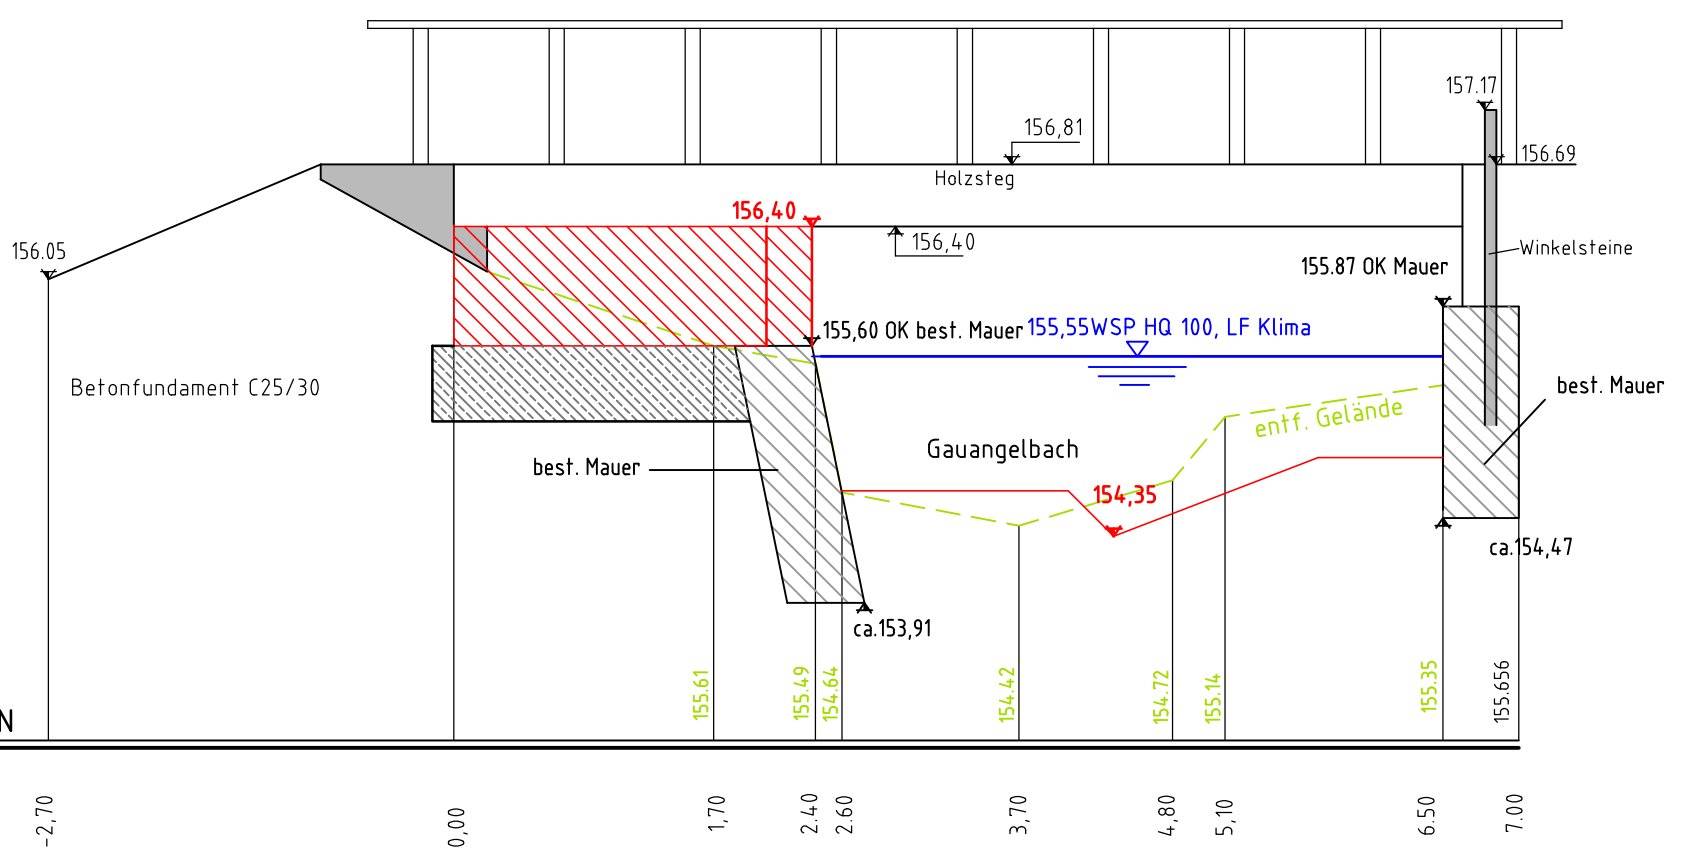 157.17
156,81
156.69
Holzsteg
156,40
156,40
156.05
Winkelsteine
155.87 OK Mauer
155,60 OK best. Mauer
155,55WSP HQ 100, LF Klima
Betonfundament C25/30
best. Mauer
entf. Gelände
Gauangelbach
best. Mauer
154,35
ca.154,47
ca.153,91
155.61
155.49
154.64
154.42
154.72
155.14
155.35
155.656
N
-2,70
0,00
1,70
2.40
2.60
3,70
4,80
5,10
6.50
7.00